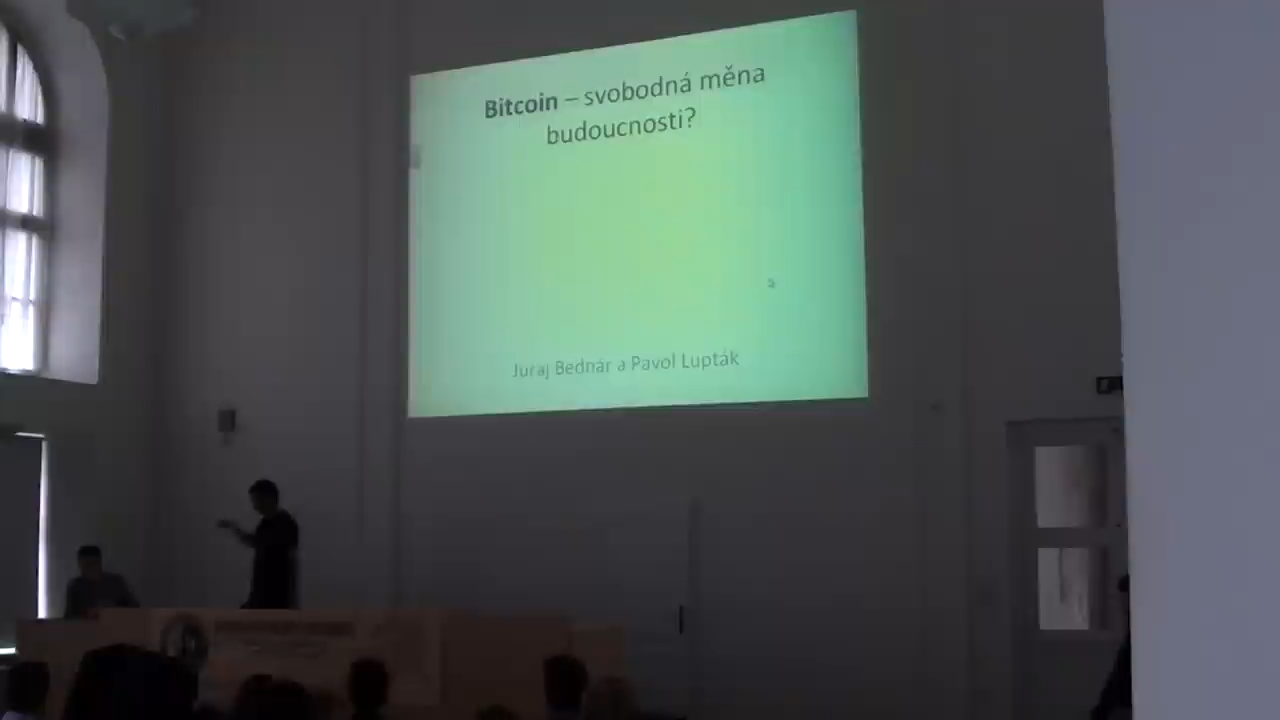 Bitcoin – svobodná měna
budoucnosti?
Juraj Bednár a Pavol Lupták